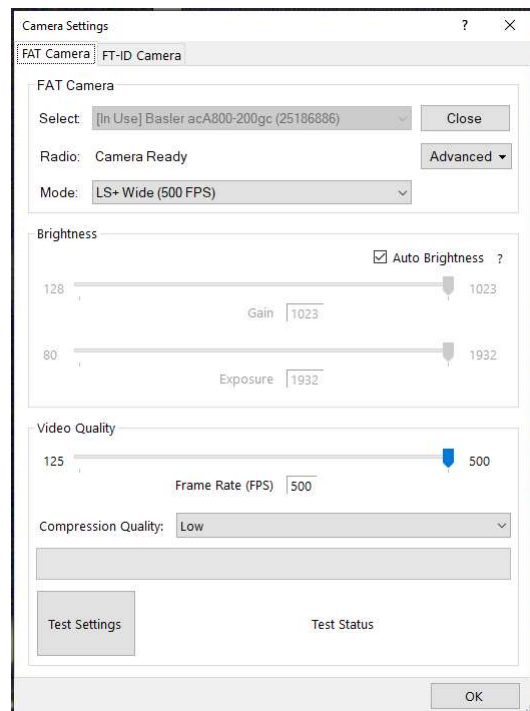 Camera Settings ? X
FAT Camera FT-ID Camera
FAT Camera
Select: [In Use] Basler acA800-200gc (25186886) Close
Radio: Camera Ready Advanced
Mode: LS+ Wide (500 FPS)
Brightness
Auto Brightness ?
128 1023
Gain 1023
80 1932
Exposure 1932
Video Quality
125 500
Frame Rate (FPS) 500
Compression Quality: Low
Test Settings Test Status
OK